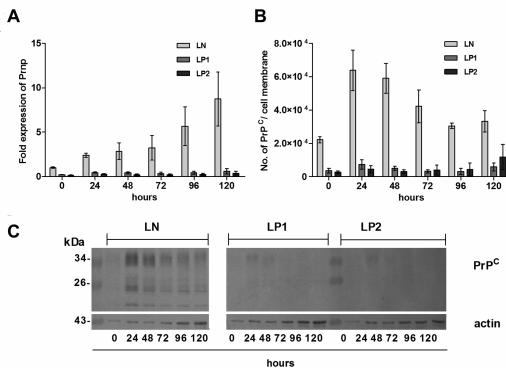 A
Fold expression of Prnp
15
10
5
0
LN
LP1
LP2
0 24 48 72 96 120
hours
B
No. of PrP C/ cell membrane
8.0×10 4
6.0×10 4
4.0×10 4
2.0×10 4
0
LN
LP1
LP2
0 24 48 72 96 120
hours
C
LN LP1 LP2
kDa
34-
26-
43-
PrPC
actin
0 24 48 72 96 120 0 24 48 72 96 120 0 24 48 72 96 120
hours